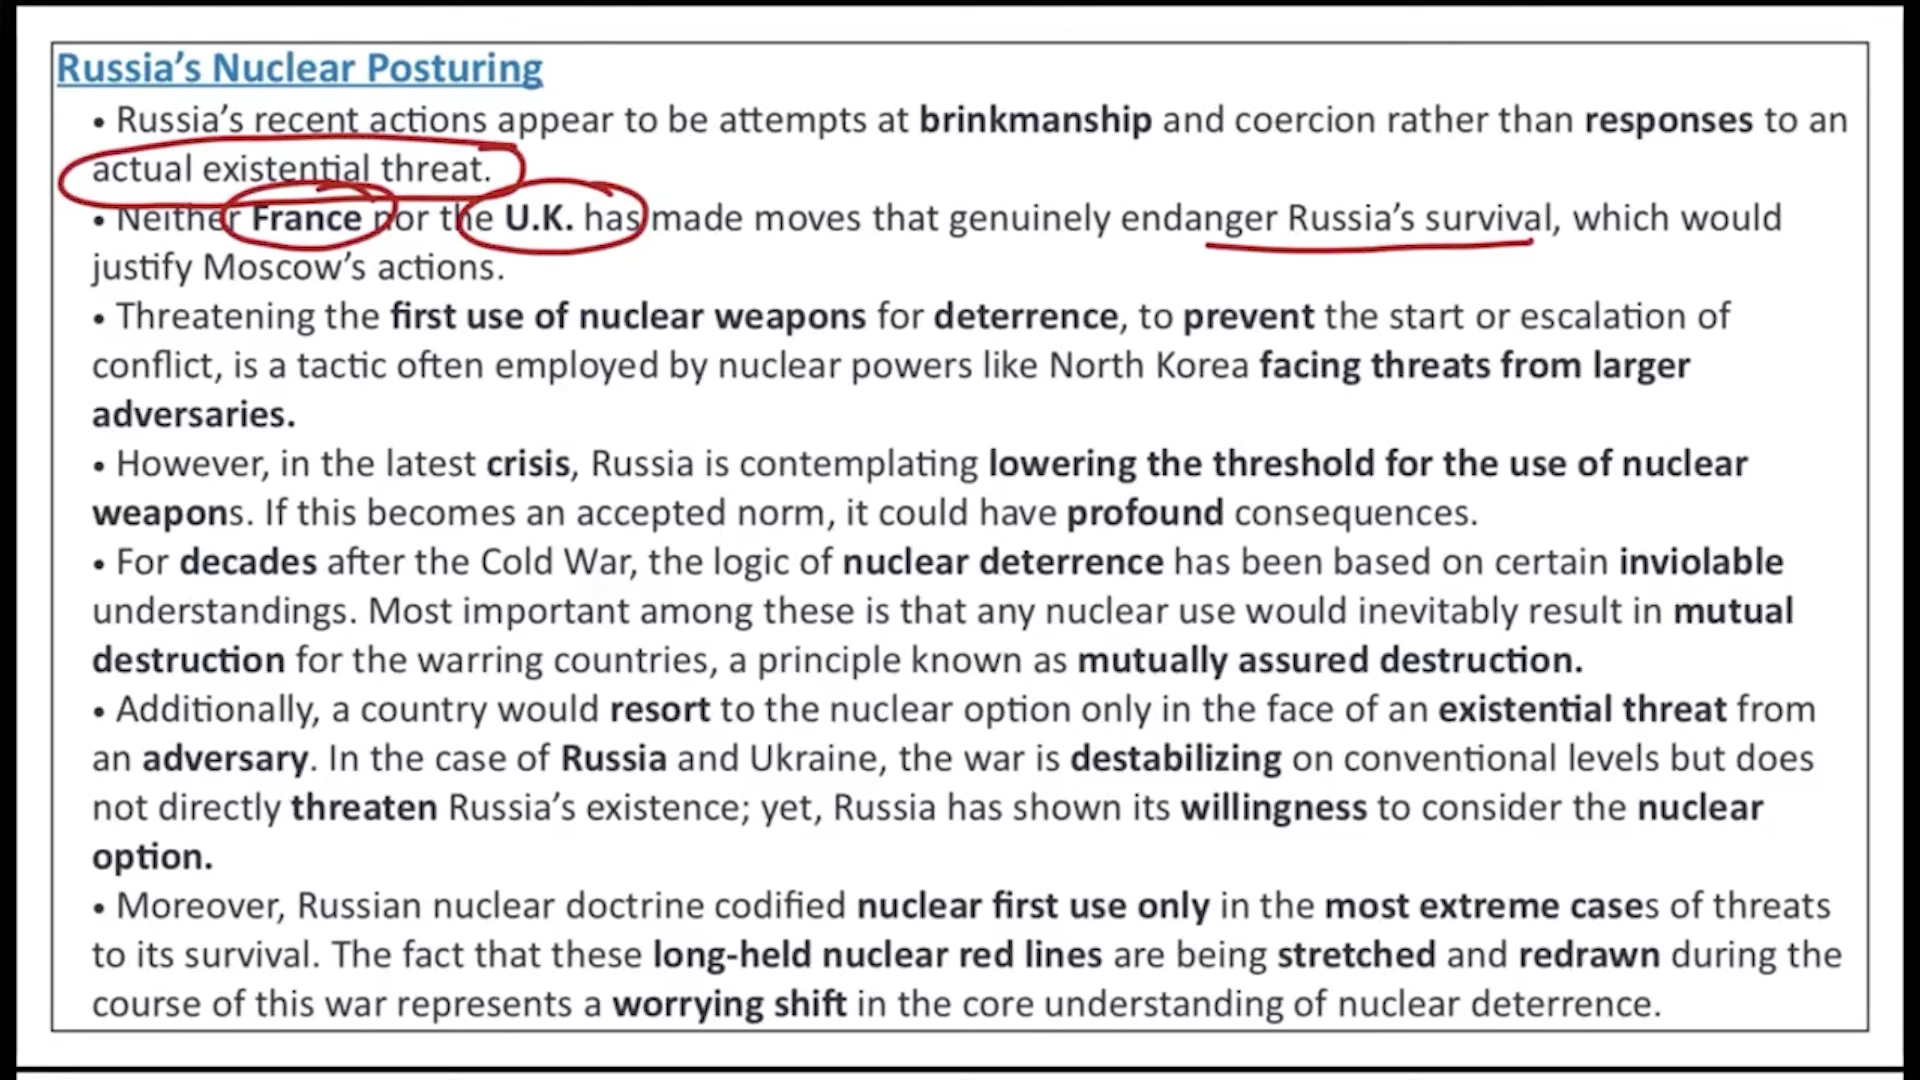 Russia's Nuclear Posturing
• Russia's recent actions appear to be attempts at brinkmanship and coercion rather than responses to an
actual existential threat.
• Neither France nor the U.K. has made moves that genuinely endanger Russia's survival, which would
justify Moscow's actions.
• Threatening the first use of nuclear weapons for deterrence, to prevent the start or escalation of
conflict, is a tactic often employed by nuclear powers like North Korea facing threats from larger
adversaries.
• However, in the latest crisis, Russia is contemplating lowering the threshold for the use of nuclear
weapons. If this becomes an accepted norm, it could have profound consequences.
• For decades after the Cold War, the logic of nuclear deterrence has been based on certain inviolable
understandings. Most important among these is that any nuclear use would inevitably result in mutual
destruction for the warring countries, a principle known as mutually assured destruction.
• Additionally, a country would resort to the nuclear option only in the face of an existential threat from
an adversary. In the case of Russia and Ukraine, the war is destabilizing on conventional levels but does
not directly threaten Russia's existence; yet, Russia has shown its willingness to consider the nuclear
option.
• Moreover, Russian nuclear doctrine codified nuclear first use only in the most extreme cases of threats
to its survival. The fact that these long-held nuclear red lines are being stretched and redrawn during the
course of this war represents a worrying shift in the core understanding of nuclear deterrence.